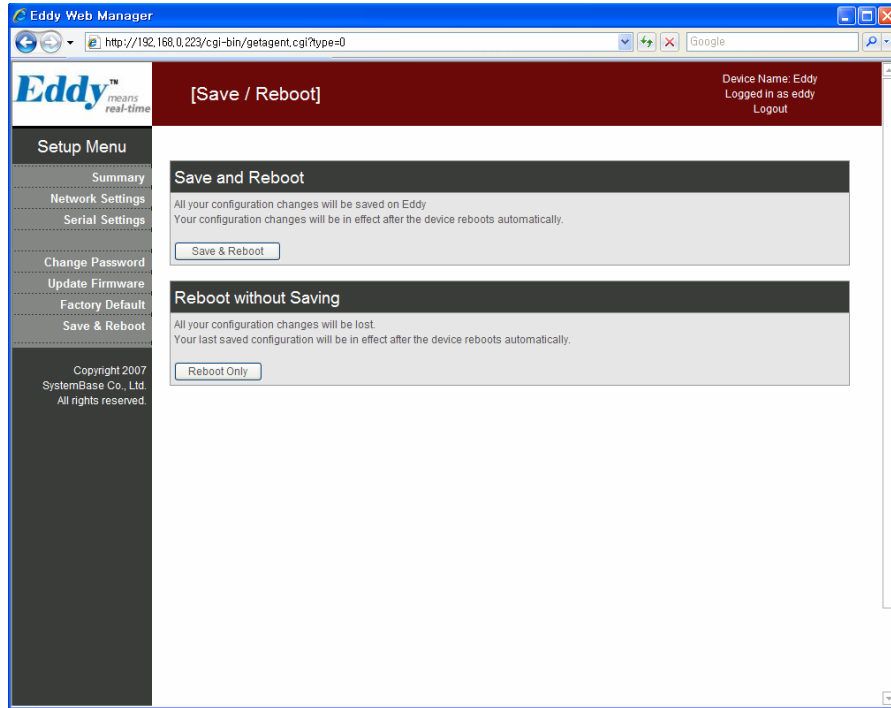 Eddy Web Manager
http://192,168,0,223/cgi-bin/getagent,cgi?type=0
Google
Eddy™ means real-time
[Save / Reboot]
Device Name: Eddy
Logged in as eddy
Logout
Setup Menu
Summary
Network Settings
Serial Settings
Change Password
Update Firmware
Factory Default
Save & Reboot
Copyright 2007
SystemBase Co., Ltd.
All rights reserved.
Save and Reboot
All your configuration changes will be saved on Eddy
Your configuration changes will be in effect after the device reboots automatically.
Save & Reboot
Reboot without Saving
All your configuration changes will be lost.
Your last saved configuration will be in effect after the device reboots automatically.
Reboot Only